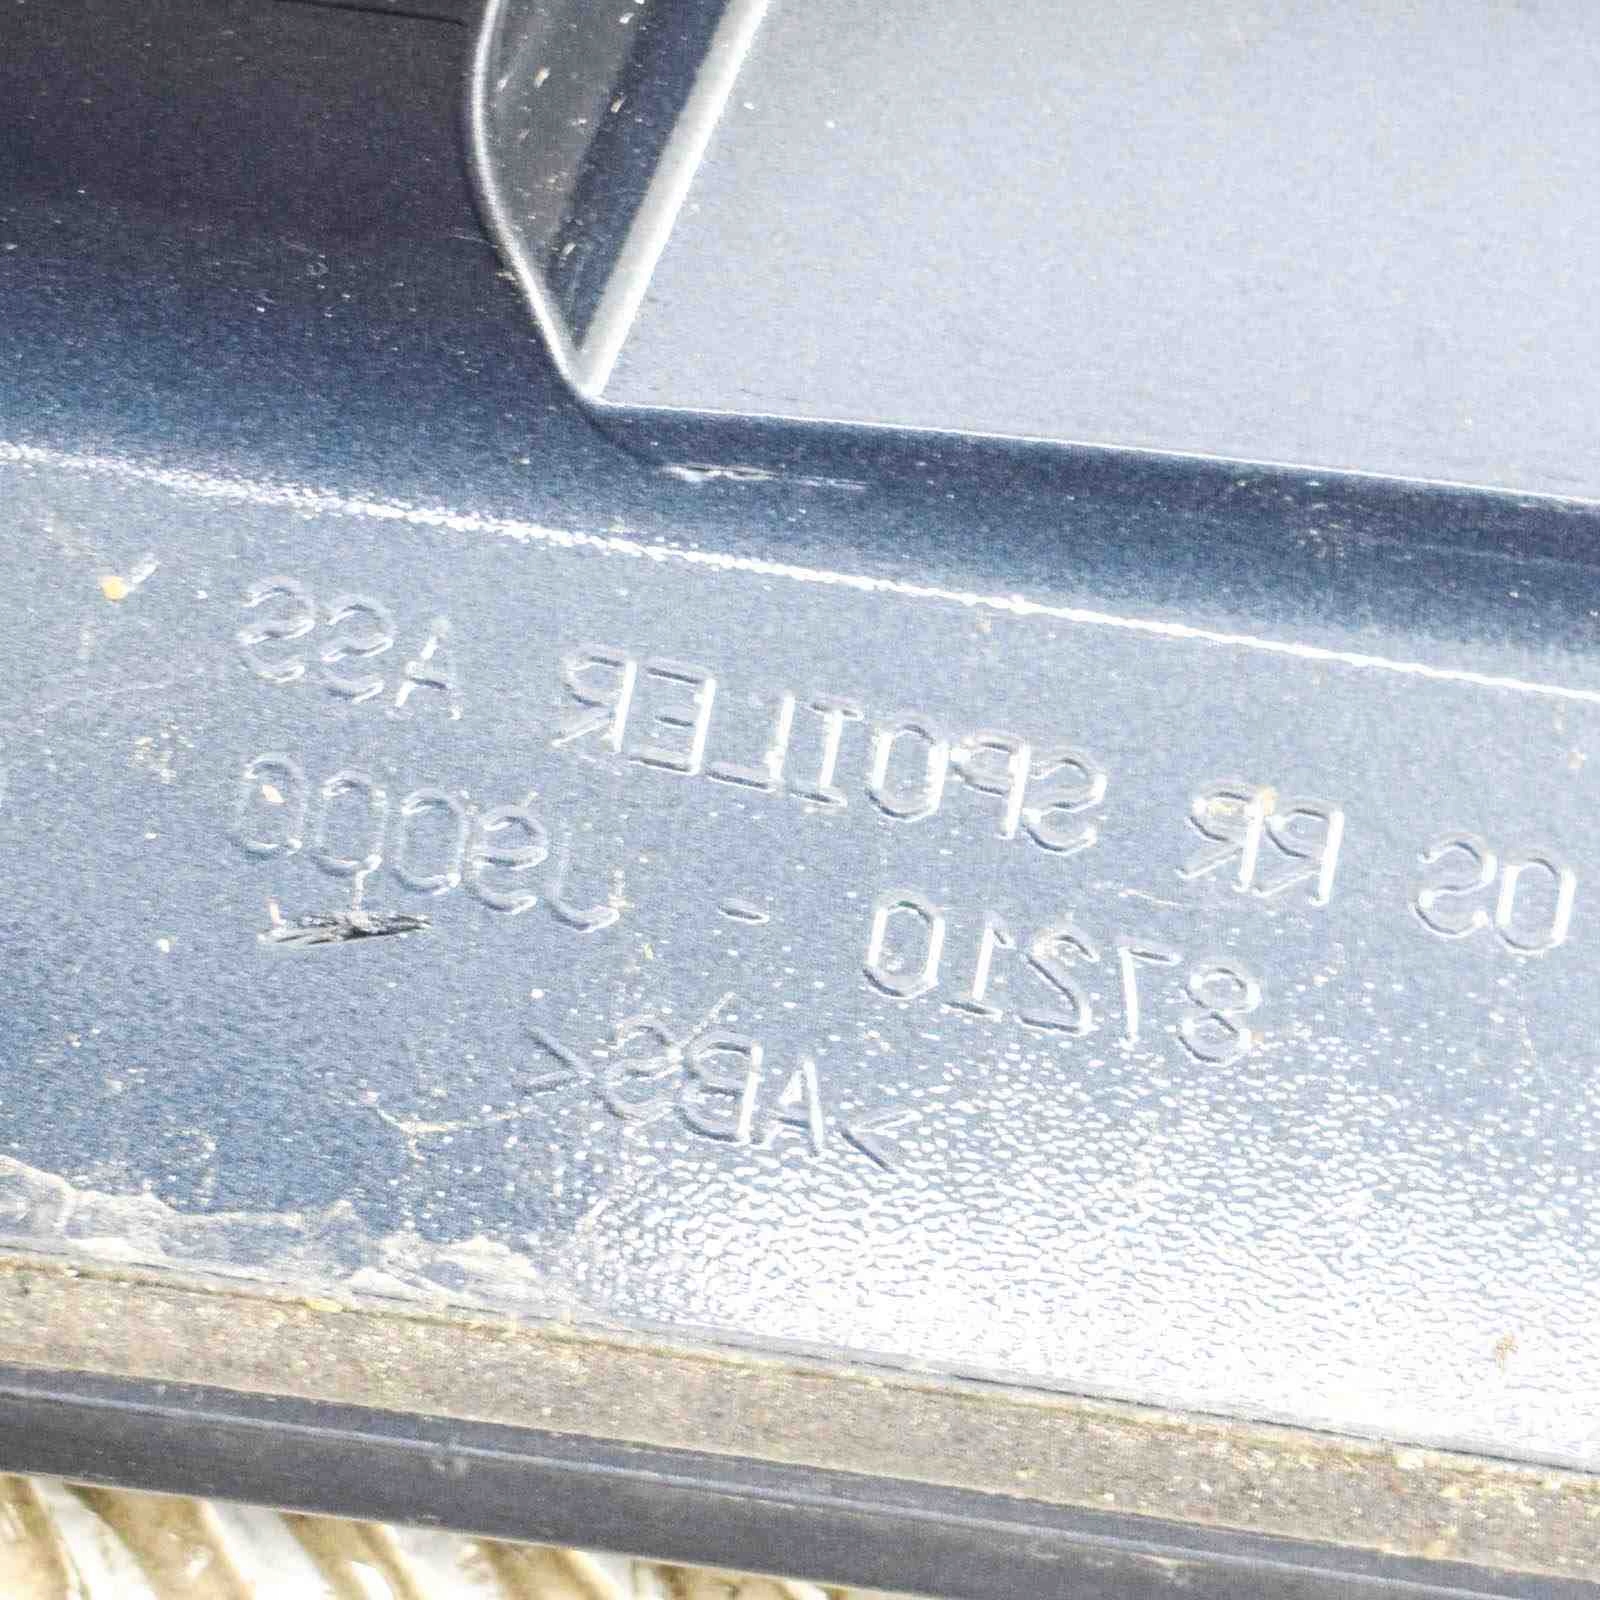 OS RR SPOILER ASS
87210 - J9000
>ABS<